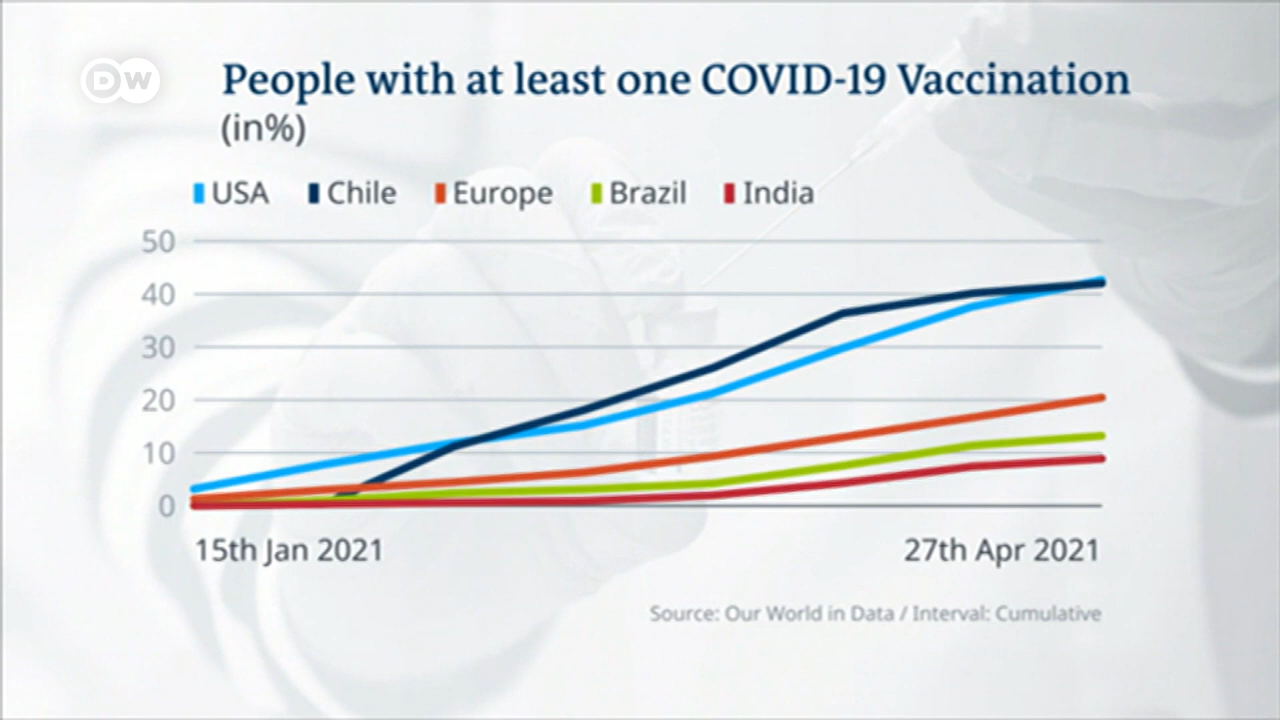 DW
People with at least one COVID-19 Vaccination
(in%)
USA Chile Europe Brazil India
50
40
30
20
10
0
15th Jan 2021 27th Apr 2021
Source: Our World in Data / Interval: Cumulative